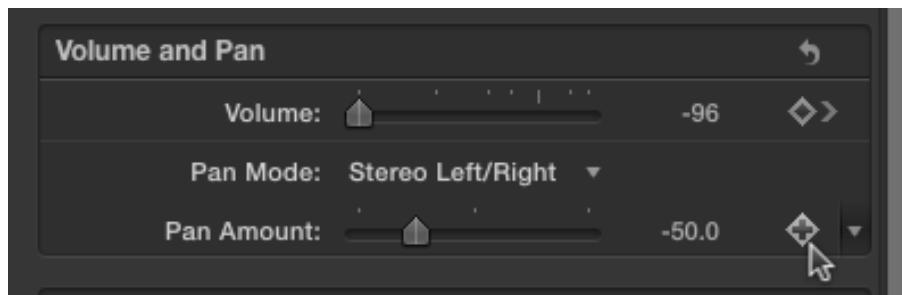 Volume and Pan
Volume: -96
Pan Mode: Stereo Left/Right
Pan Amount: -50.0